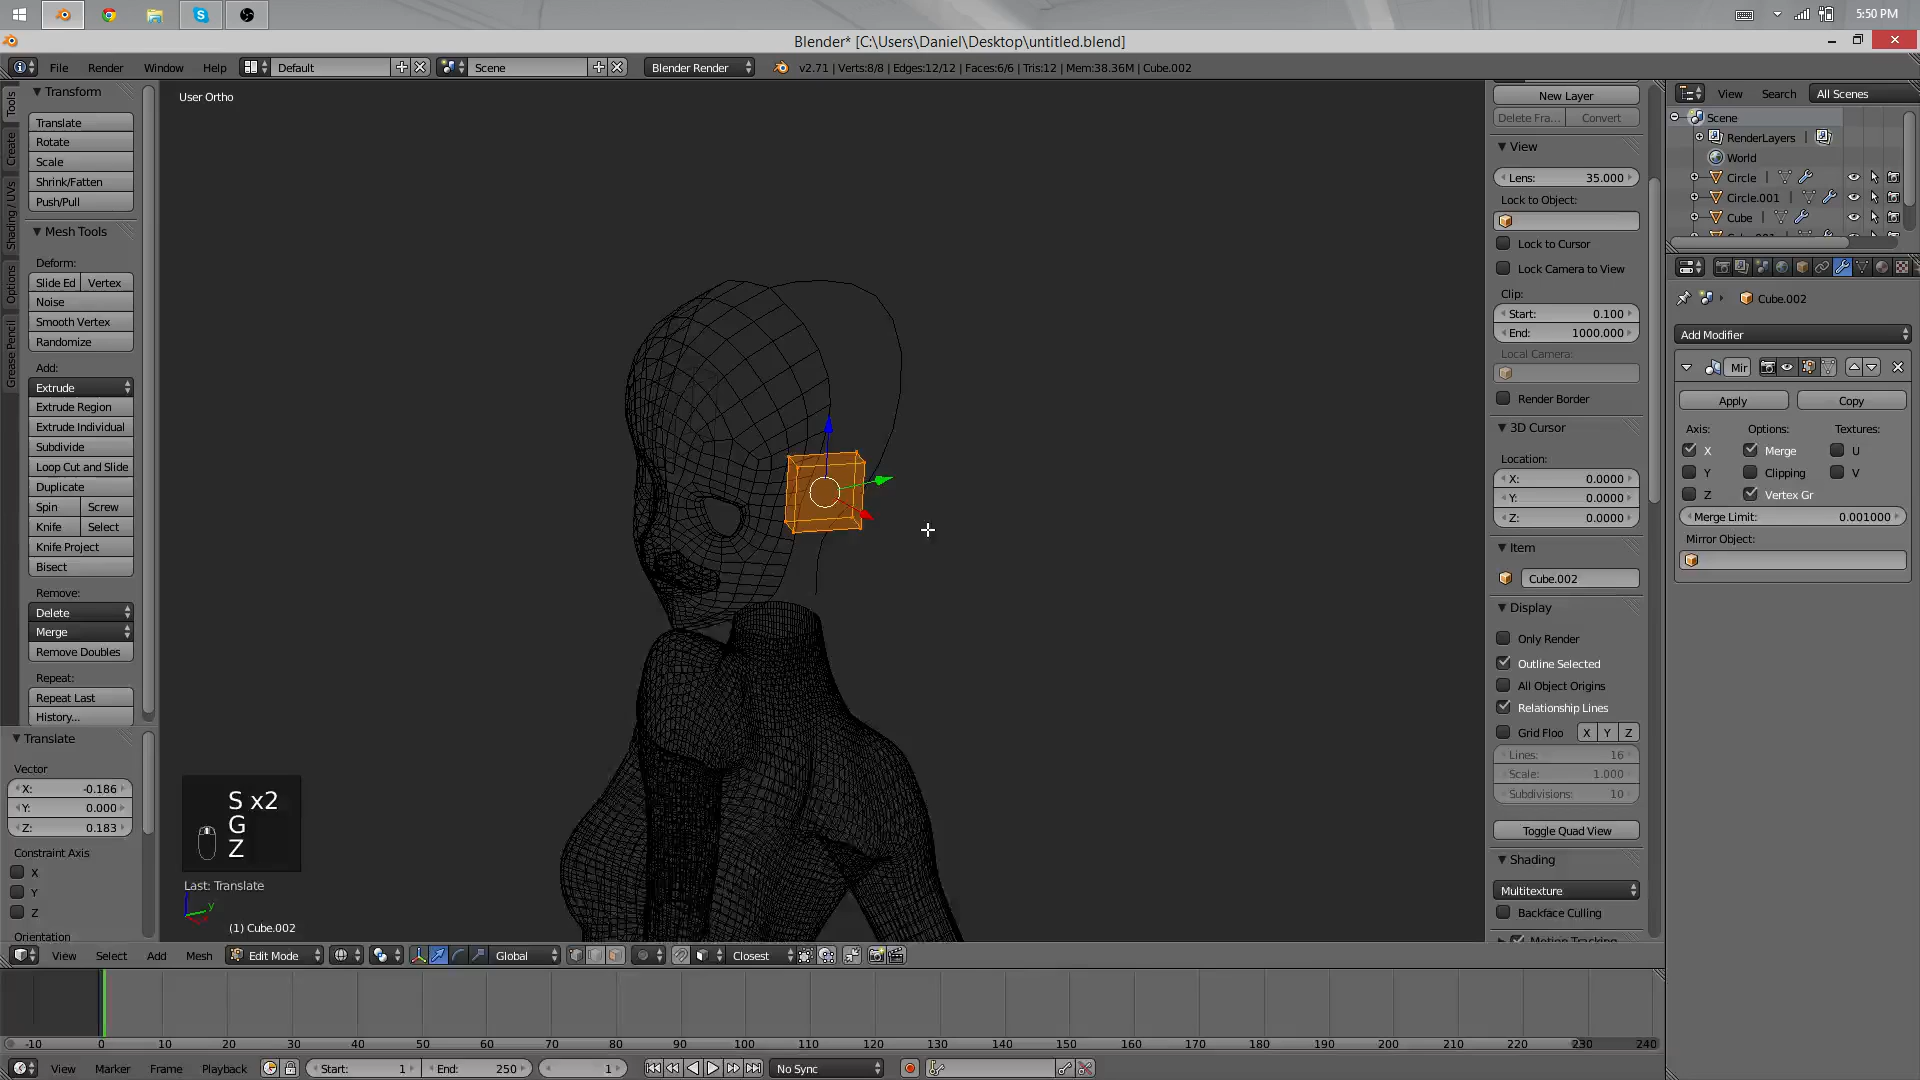 5:50 PM
Blender* [C:\Users\Daniel\Desktop\untitled.blend]
File Render Window Help Default Scene Blender Render v2.71 | Verts:8/8 | Edges:12/12 | Faces:6/6 | Tris:12 | Mem:38.36M | Cube.002
Tools
Create
Shading / UVs
Options
Grease Pencil
Transform
Translate
Rotate
Scale
Shrink/Fatten
Push/Pull
Mesh Tools
Deform:
Slide Ed Vertex
Noise
Smooth Vertex
Randomize
Add:
Extrude
Extrude Region
Extrude Individual
Subdivide
Loop Cut and Slide
Duplicate
Spin Screw
Knife Select
Knife Project
Bisect
Remove:
Delete
Merge
Remove Doubles
Repeat:
Repeat Last
History...
Translate
Vector
X: -0.186
Y: 0.000
Z: 0.183
Constraint Axis
X
Y
Z
Orientation
User Ortho
S x2
G
Z
Last: Translate
y
(1) Cube.002
New Layer
Delete Fra... Convert
View
Lens: 35.000
Lock to Object:
Lock to Cursor
Lock Camera to View
Clip:
Start: 0.100
End: 1000.000
Local Camera:
Render Border
3D Cursor
Location:
X: 0.0000
Y: 0.0000
Z: 0.0000
Item
Cube.002
Display
Only Render
Outline Selected
All Object Origins
Relationship Lines
Grid Floo X Y Z
Lines: 16
Scale: 1.000
Subdivisions: 10
Toggle Quad View
Shading
Multitexture
Backface Culling
Motion Tracking
View Search All Scenes
Scene
RenderLayers |
World
Circle |
Circle.001 |
Cube |
Cube.002
Add Modifier
Mir
Apply Copy
Axis: Options: Textures:
X Merge U
Y Clipping V
Z Vertex Gr
Merge Limit: 0.001000
Mirror Object:
View Select Add Mesh Edit Mode Global Closest
-10 0 10 20 30 40 50 60 70 80 90 100 110 120 130 140 150 160 170 180 190 200 210 220 230 240
View Marker Frame Playback Start: 1 End: 250 1 No Sync